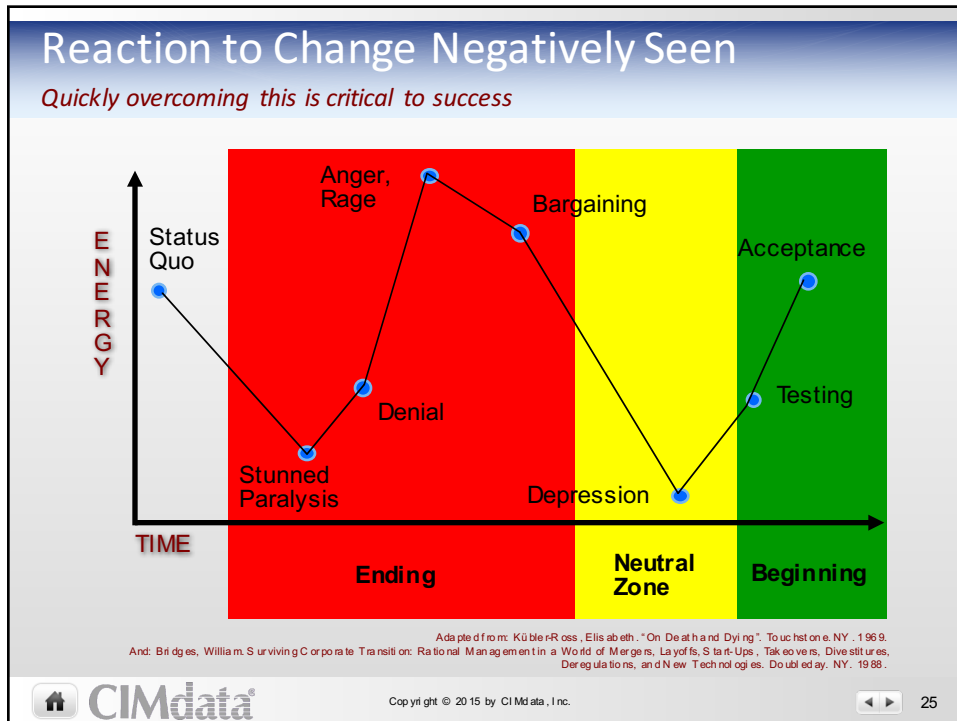 Reaction to Change Negatively Seen
Quickly overcoming this is critical to success
ENERGY
Status
Quo
Anger,
Rage
Bargaining
Acceptance
Denial
Testing
Stunned
Paralysis
Depression
TIME
Ending
Neutral
Zone
Beginning
Adapted from: Kübler-Ross, Elisabeth. “On Death and Dying”. Touchstone. NY. 1969.
And: Bridges, William. Surviving Corporate Transition: Rational Management in a World of Mergers, Layoffs, Start-Ups, Takeovers, Divestitures,
Deregulations, and New Technologies. Doubleday. NY. 1988.
CIMdata®
Copyright © 2015 by CIMdata, Inc.
25